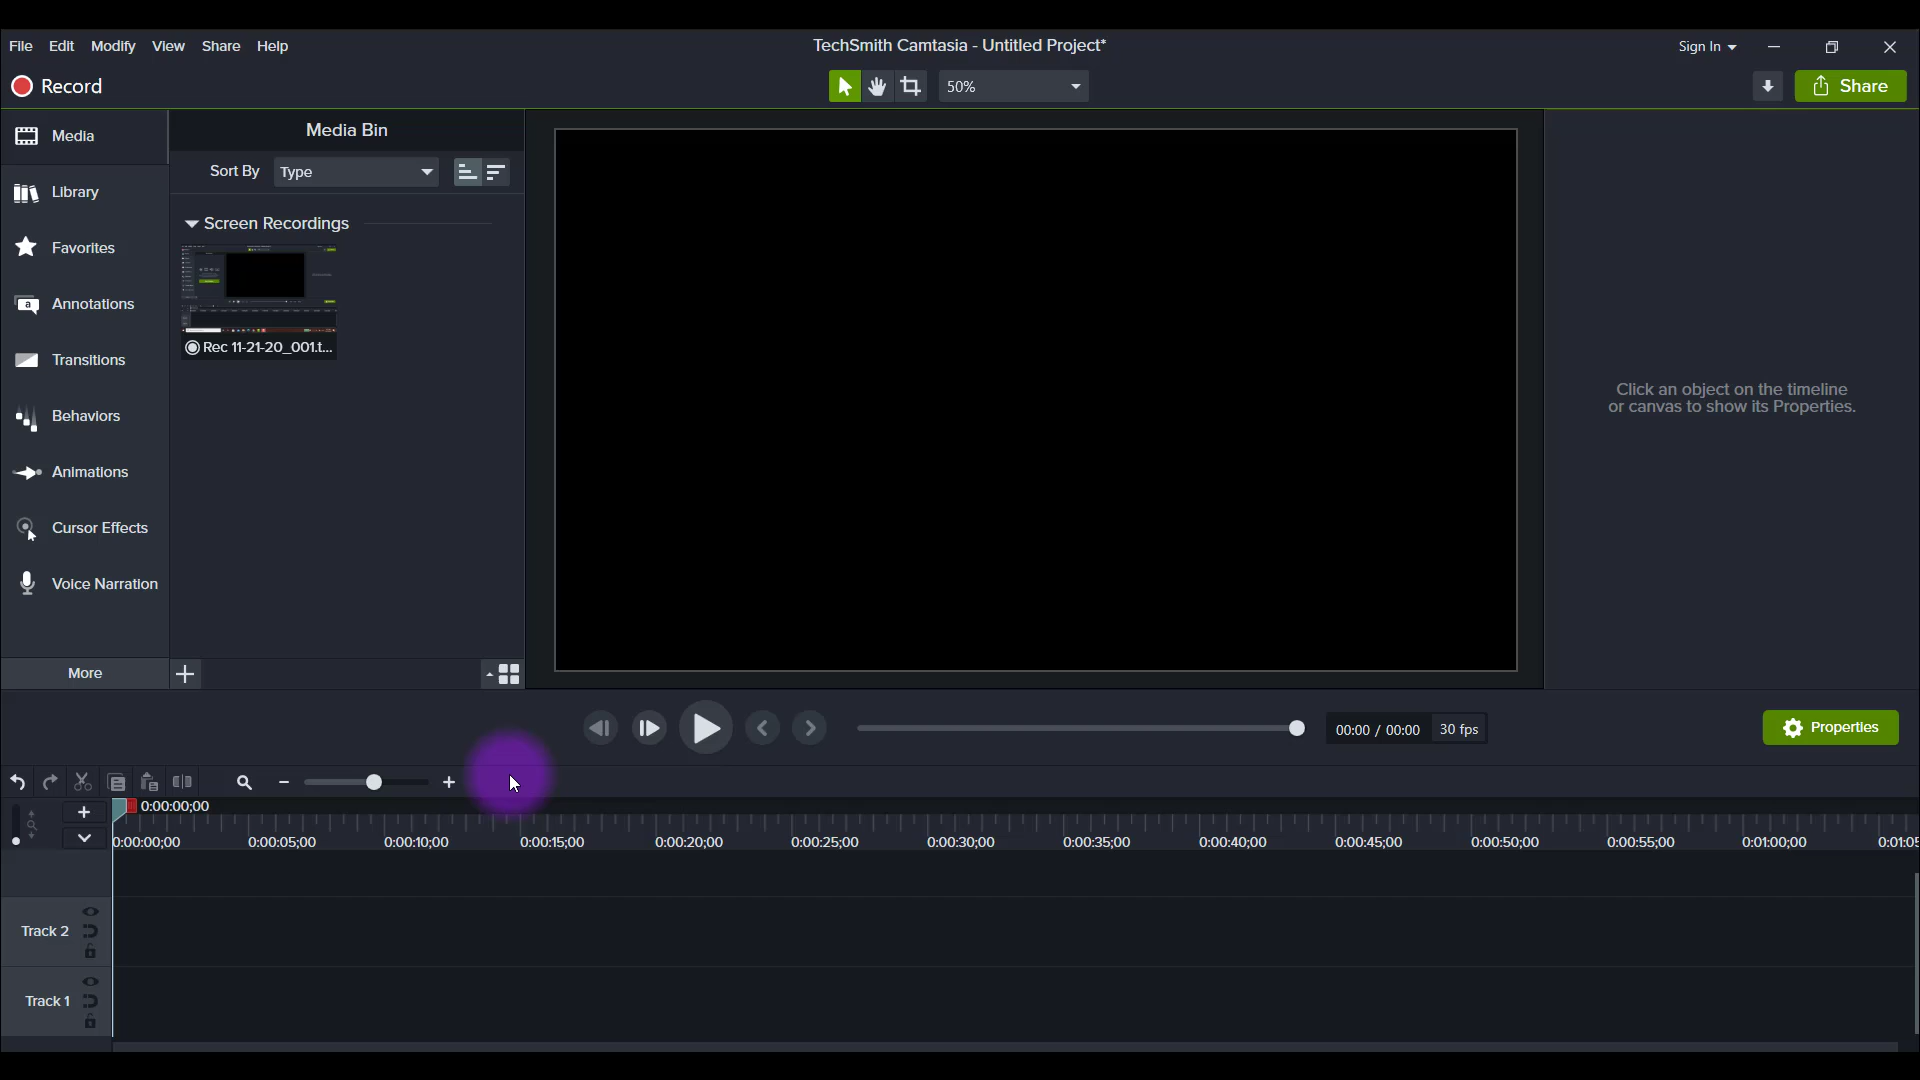 File Edit Modify View Share Help
TechSmith Camtasia - Untitled Project*
Sign In
Record
50%
Share
Media
Library
Favorites
Annotations
Transitions
Behaviors
Animations
Cursor Effects
Voice Narration
More
Media Bin
Sort By Type
Screen Recordings
Rec 11-21-20_001.t...
Click an object on the timeline
or canvas to show its Properties.
00:00 / 00:00 30 fps
Properties
0:00:00;00
0:00:00;00 0:00:05;00 0:00:10;00 0:00:15;00 0:00:20;00 0:00:25;00 0:00:30;00 0:00:35;00 0:00:40;00 0:00:45;00 0:00:50;00 0:00:55;00 0:01:00;00 0:01:05
Track 2
Track 1